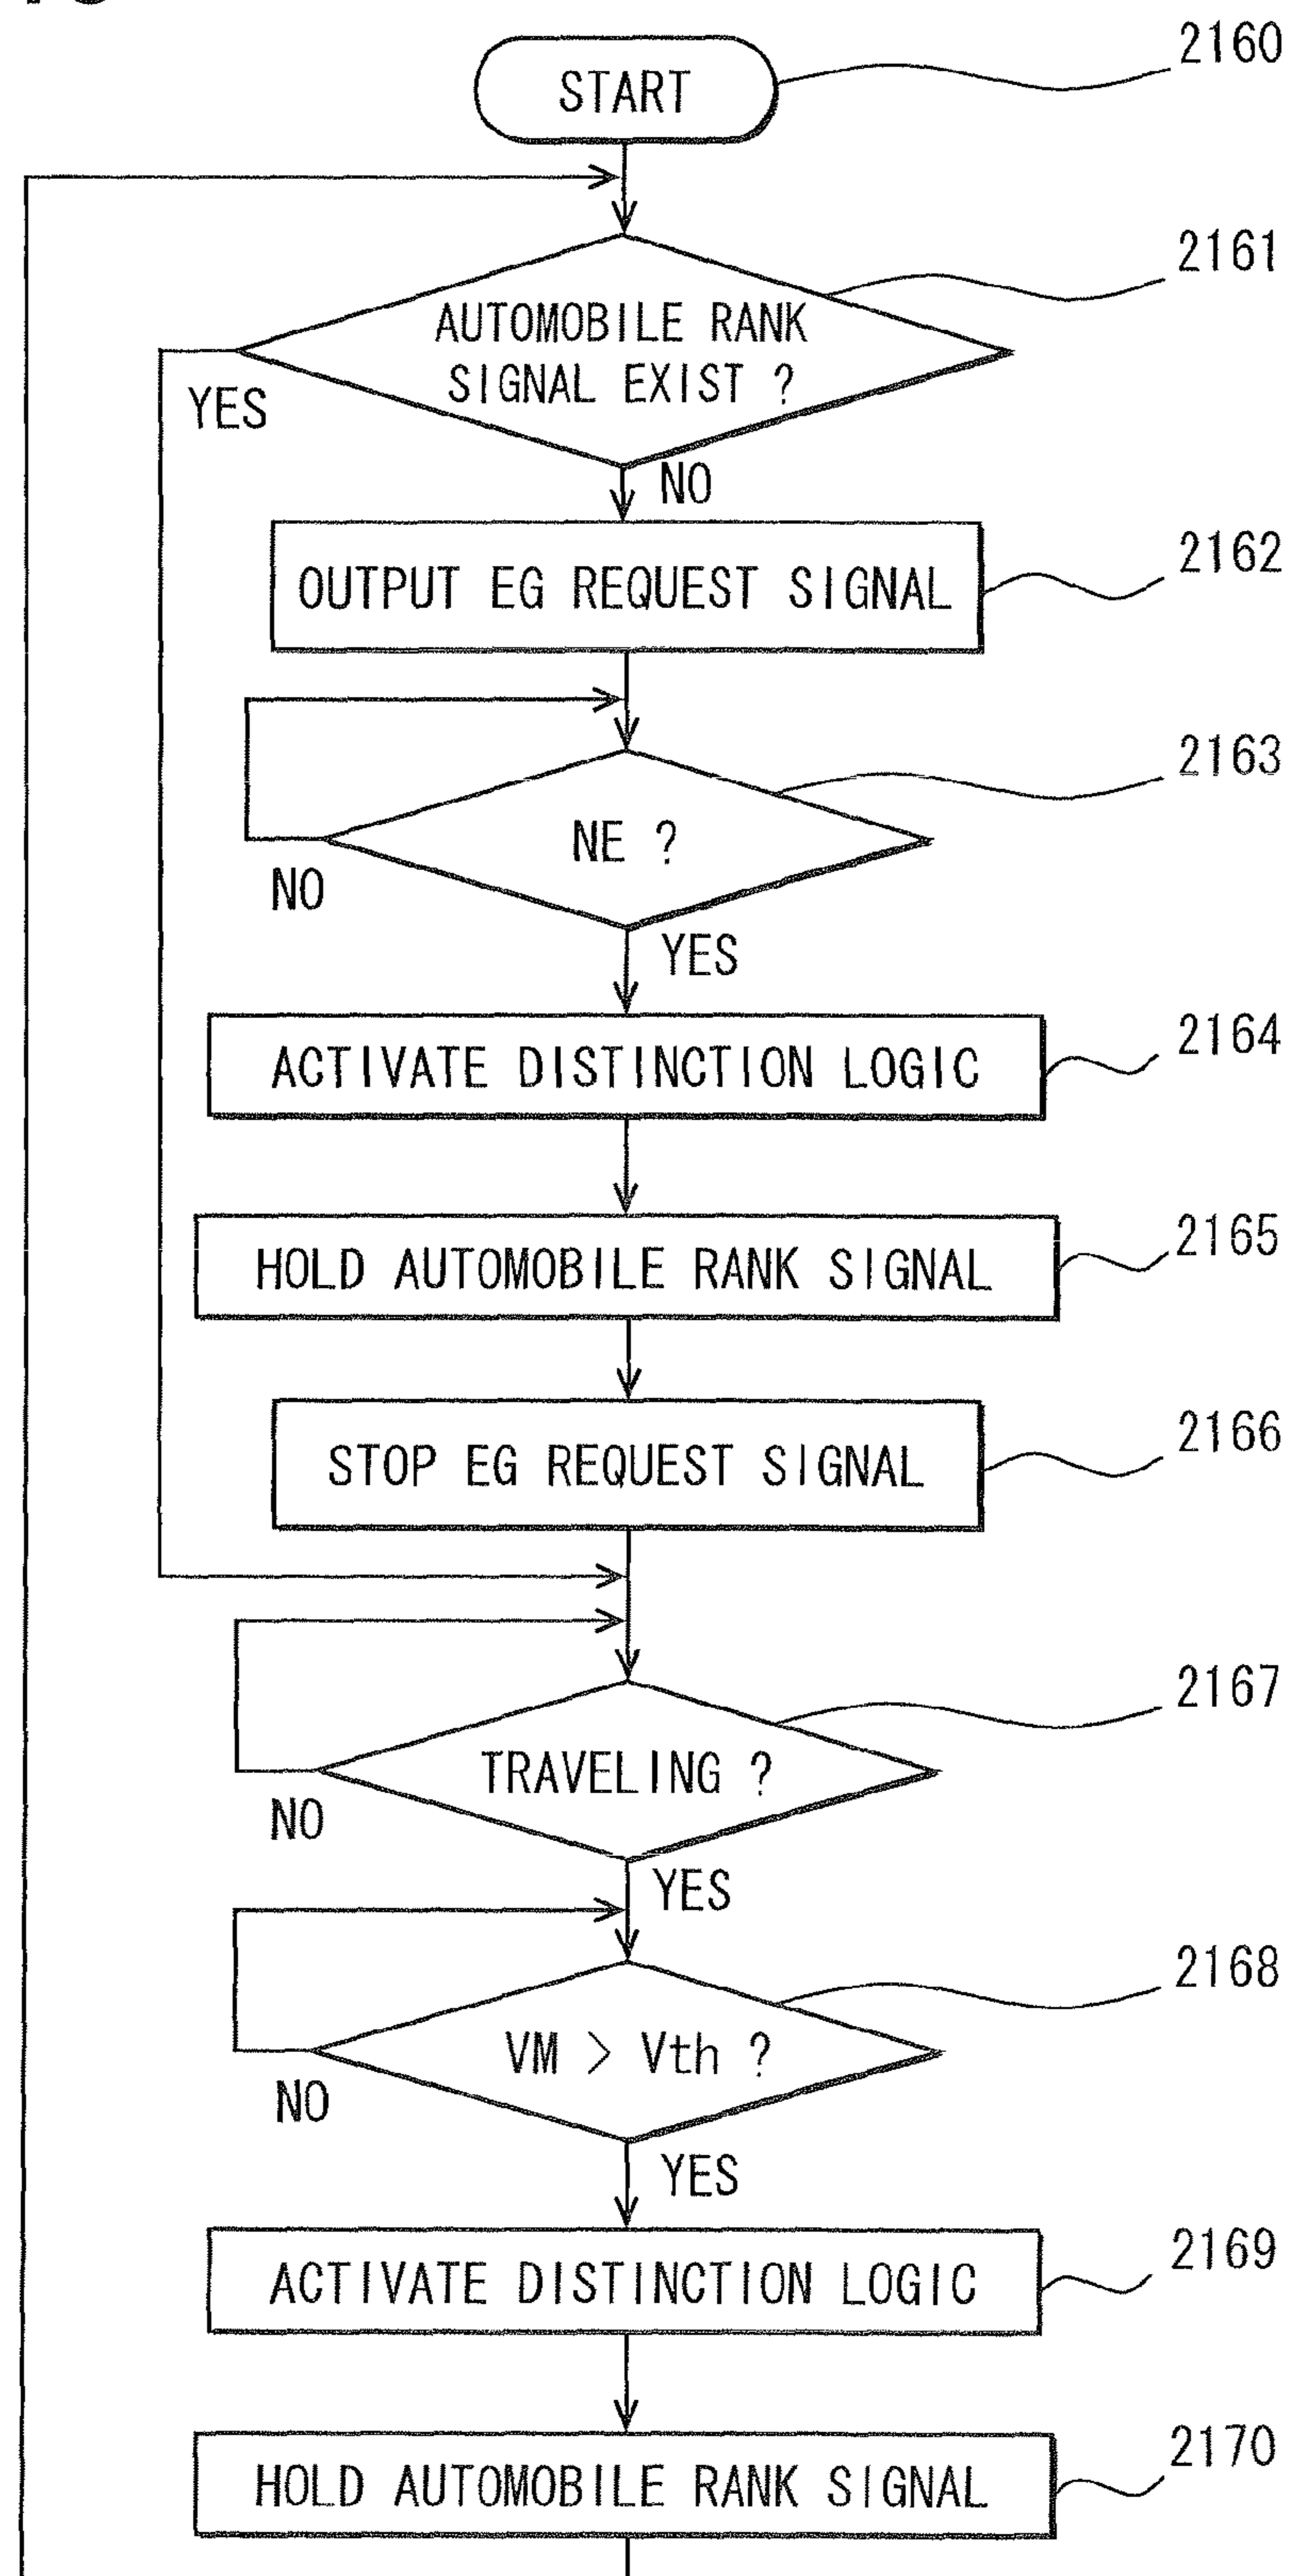 START
2160
AUTOMOBILE RANK
SIGNAL EXIST ?
2161
YES
NO
OUTPUT EG REQUEST SIGNAL
2162
NE ?
2163
NO
YES
ACTIVATE DISTINCTION LOGIC
2164
HOLD AUTOMOBILE RANK SIGNAL
2165
STOP EG REQUEST SIGNAL
2166
TRAVELING ?
2167
NO
YES
VM > Vth ?
2168
NO
YES
ACTIVATE DISTINCTION LOGIC
2169
HOLD AUTOMOBILE RANK SIGNAL
2170